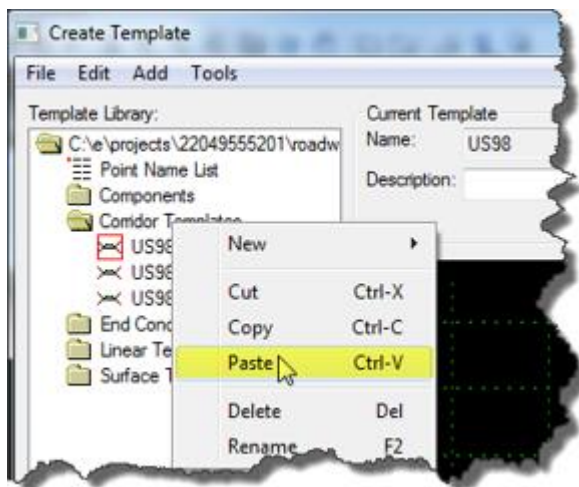 Create Template
File Edit Add Tools
Template Library:
C:\e\projects\22049555201\roadw
Point Name List
Components
Corridor Templates
US98
US98
US98
End Cond
Linear Te
Surface T
Current Template
Name: US98
Description:
New
Cut Ctrl-X
Copy Ctrl-C
Paste Ctrl-V
Delete Del
Rename F2